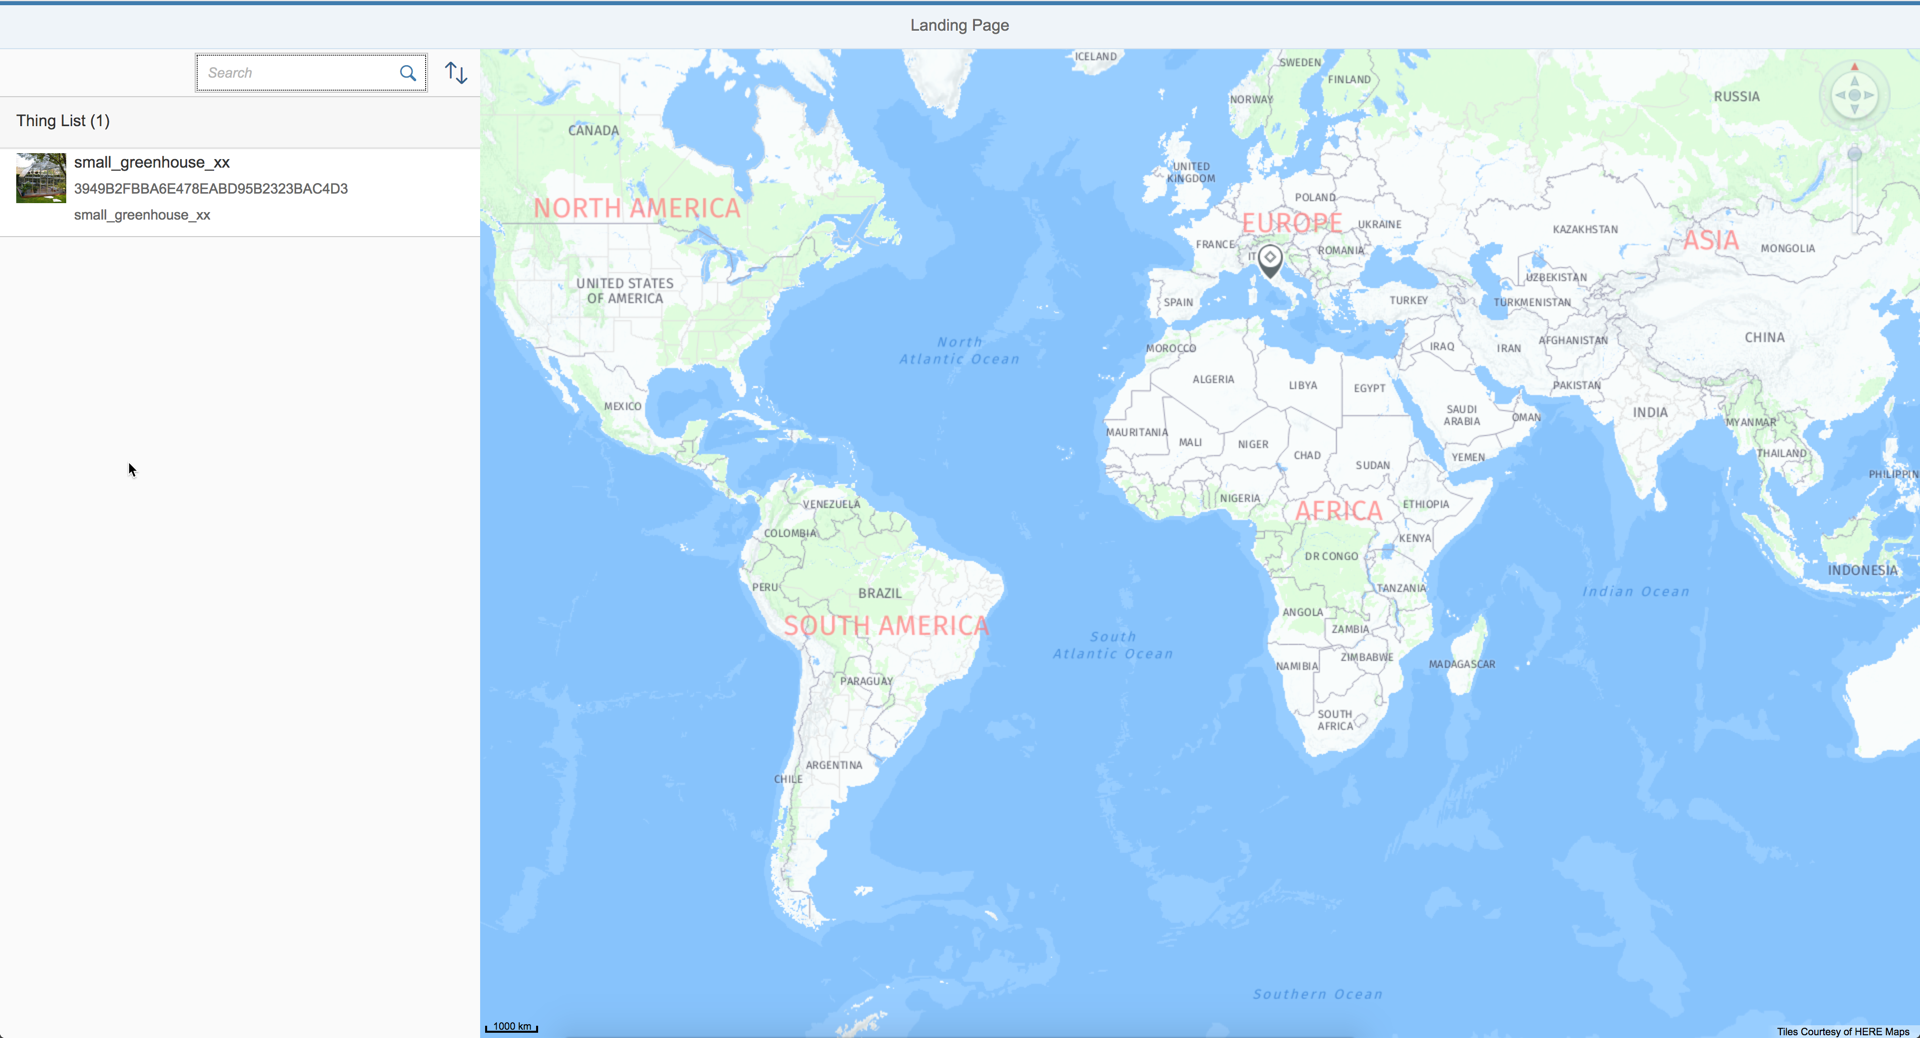 Landing Page
Search
Thing List (1)
small_greenhouse_xx
3949B2FBBA6E478EABD95B2323BAC4D3
small_greenhouse_xx
ICELAND
SWEDEN
FINLAND
NORWAY
RUSSIA
CANADA
UNITED
KINGDOM
POLAND
NORTH AMERICA
EUROPE
UKRAINE
KAZAKHSTAN
ASIA
MONGOLIA
FRANCE
ROMANIA
IT
UZBEKISTAN
UNITED STATES
OF AMERICA
SPAIN
TURKEY
TURKMENISTAN
North
Atlantic Ocean
MOROCCO
IRAQ
IRAN
AFGHANISTAN
CHINA
ALGERIA
LIBYA
EGYPT
PAKISTAN
MEXICO
SAUDI
ARABIA
OMAN
INDIA
MYANMAR
MAURITANIA
MALI
NIGER
CHAD
SUDAN
YEMEN
THAILAND
PHILIPPIN
VENEZUELA
NIGERIA
AFRICA
ETHIOPIA
COLOMBIA
KENYA
DR CONGO
INDONESIA
PERU
BRAZIL
TANZANIA
Indian Ocean
SOUTH AMERICA
ANGOLA
ZAMBIA
South
Atlantic Ocean
ZIMBABWE
NAMIBIA
MADAGASCAR
PARAGUAY
SOUTH
AFRICA
ARGENTINA
CHILE
Southern Ocean
1000 km
Tiles Courtesy of HERE Maps